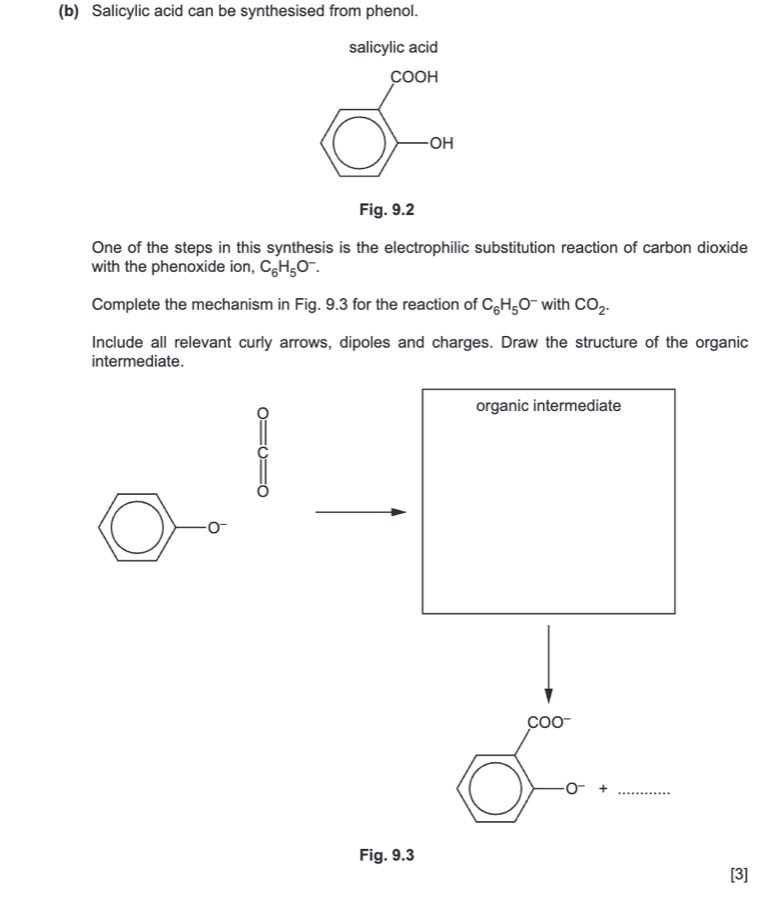 (b) Salicylic acid can be synthesised from phenol.
salicylic acid
COOH
OH
Fig. 9.2
One of the steps in this synthesis is the electrophilic substitution reaction of carbon dioxide
with the phenoxide ion, C₆H₅O⁻.
Complete the mechanism in Fig. 9.3 for the reaction of C₆H₅O⁻ with CO₂.
Include all relevant curly arrows, dipoles and charges. Draw the structure of the organic
intermediate.
organic intermediate
O
C
O
O⁻
COO⁻
O⁻ + ............
Fig. 9.3
[3]